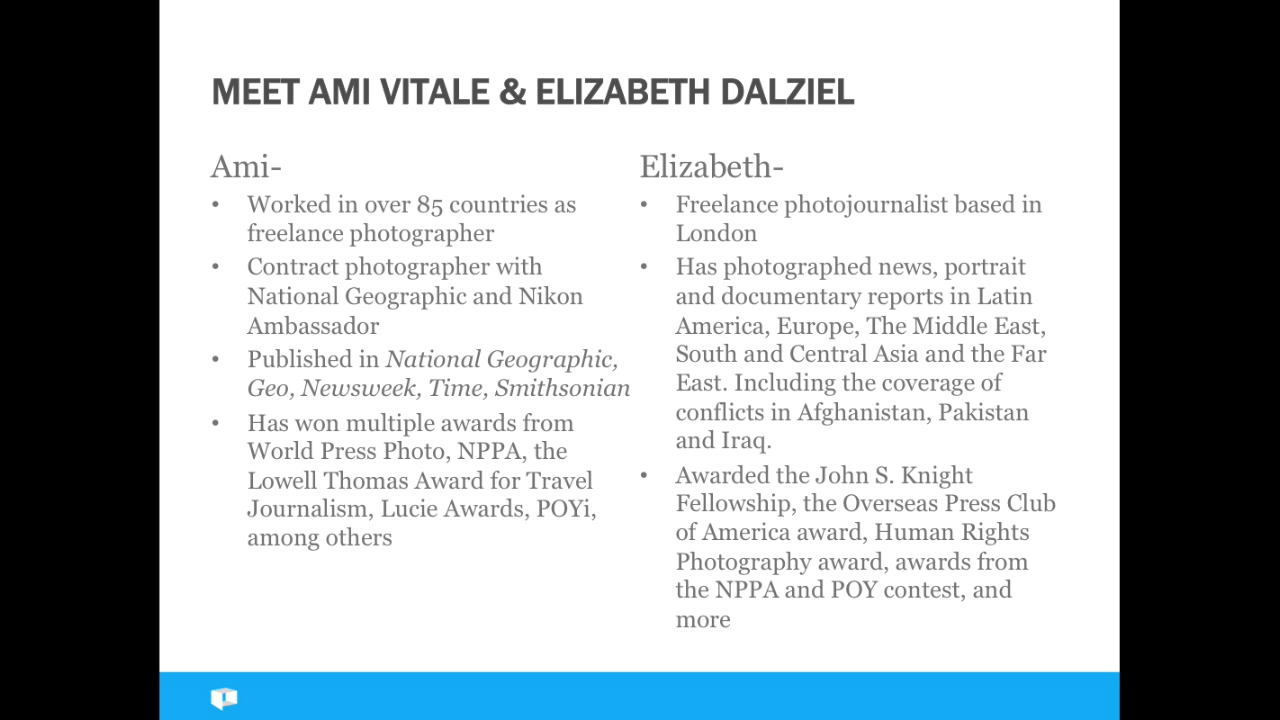 MEET AMI VITALE & ELIZABETH DALZIEL
Ami-
• Worked in over 85 countries as
freelance photographer
• Contract photographer with
National Geographic and Nikon
Ambassador
• Published in National Geographic,
Geo, Newsweek, Time, Smithsonian
• Has won multiple awards from
World Press Photo, NPPA, the
Lowell Thomas Award for Travel
Journalism, Lucie Awards, POYi,
among others
Elizabeth-
• Freelance photojournalist based in
London
• Has photographed news, portrait
and documentary reports in Latin
America, Europe, The Middle East,
South and Central Asia and the Far
East. Including the coverage of
conflicts in Afghanistan, Pakistan
and Iraq.
• Awarded the John S. Knight
Fellowship, the Overseas Press Club
of America award, Human Rights
Photography award, awards from
the NPPA and POY contest, and
more